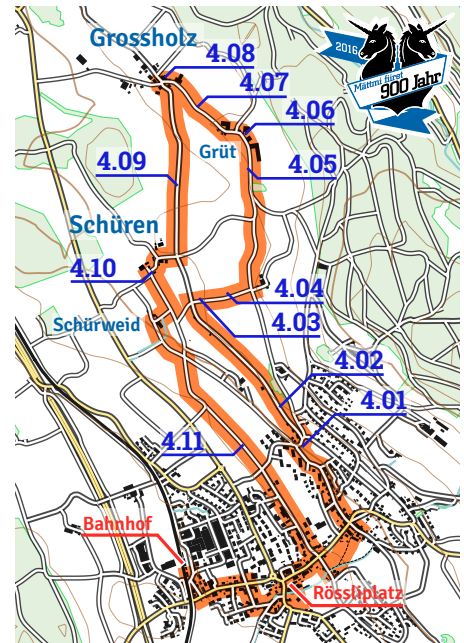 Grossholz
2016
Mättmi fiiret
900 Jahr
4.08
4.07
4.06
Grüt
4.09
4.05
Schüren
4.10
4.04
Schürweid
4.03
4.02
4.01
4.11
Bahnhof
Rössliplatz